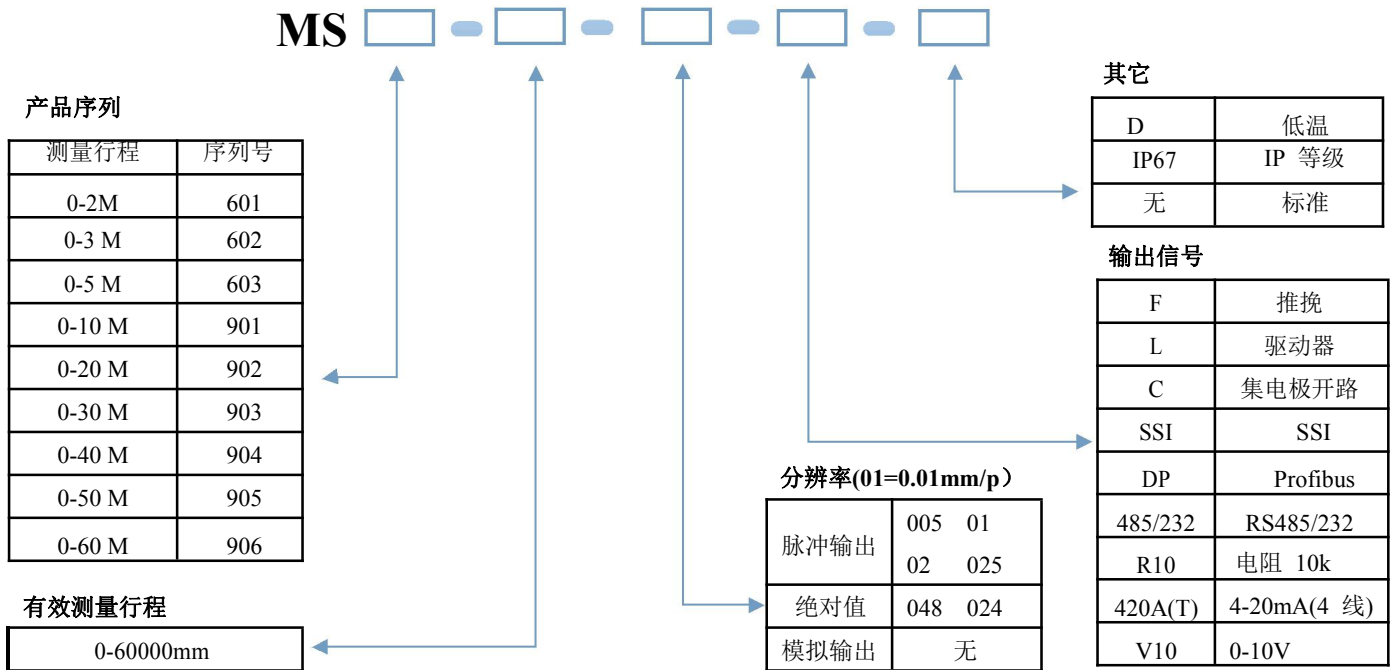 MS
产品序列
测量行程 序列号
0-2M 601
0-3 M 602
0-5 M 603
0-10 M 901
0-20 M 902
0-30 M 903
0-40 M 904
0-50 M 905
0-60 M 906
有效测量行程
0-60000mm
分辨率(01=0.01mm/p）
脉冲输出 005 01
02 025
绝对值 048 024
模拟输出 无
其它
D 低温
IP67 IP 等级
无 标准
输出信号
F 推挽
L 驱动器
C 集电极开路
SSI SSI
DP Profibus
485/232 RS485/232
R10 电阻 10k
420A(T) 4-20mA(4 线)
V10 0-10V